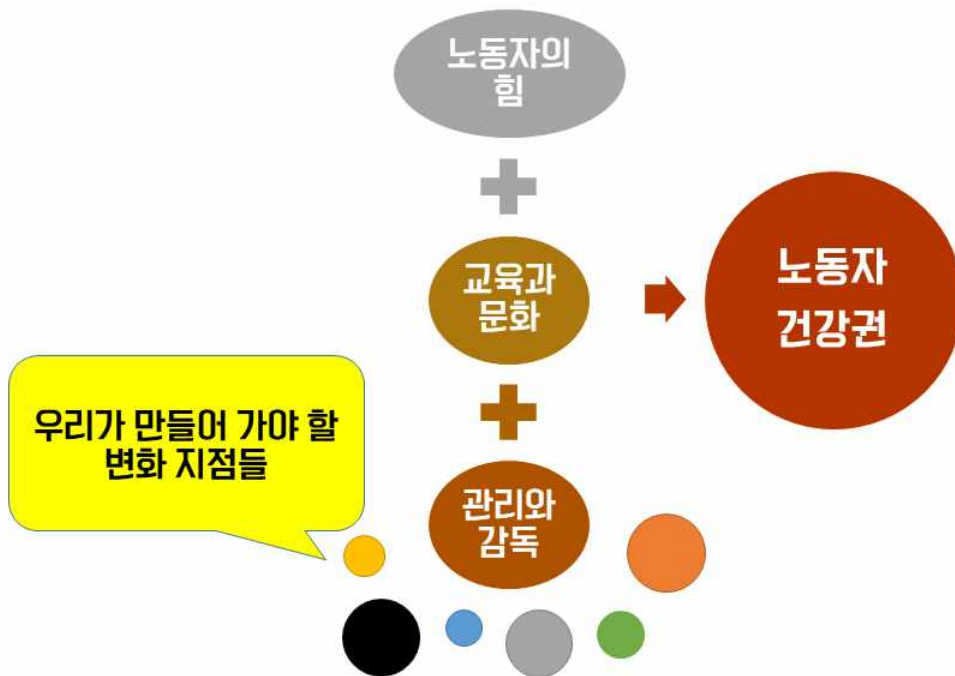 노동자의
힘
교육과
문화
노동자
건강권
우리가 만들어 가야 할
변화 지점들
관리와
감독